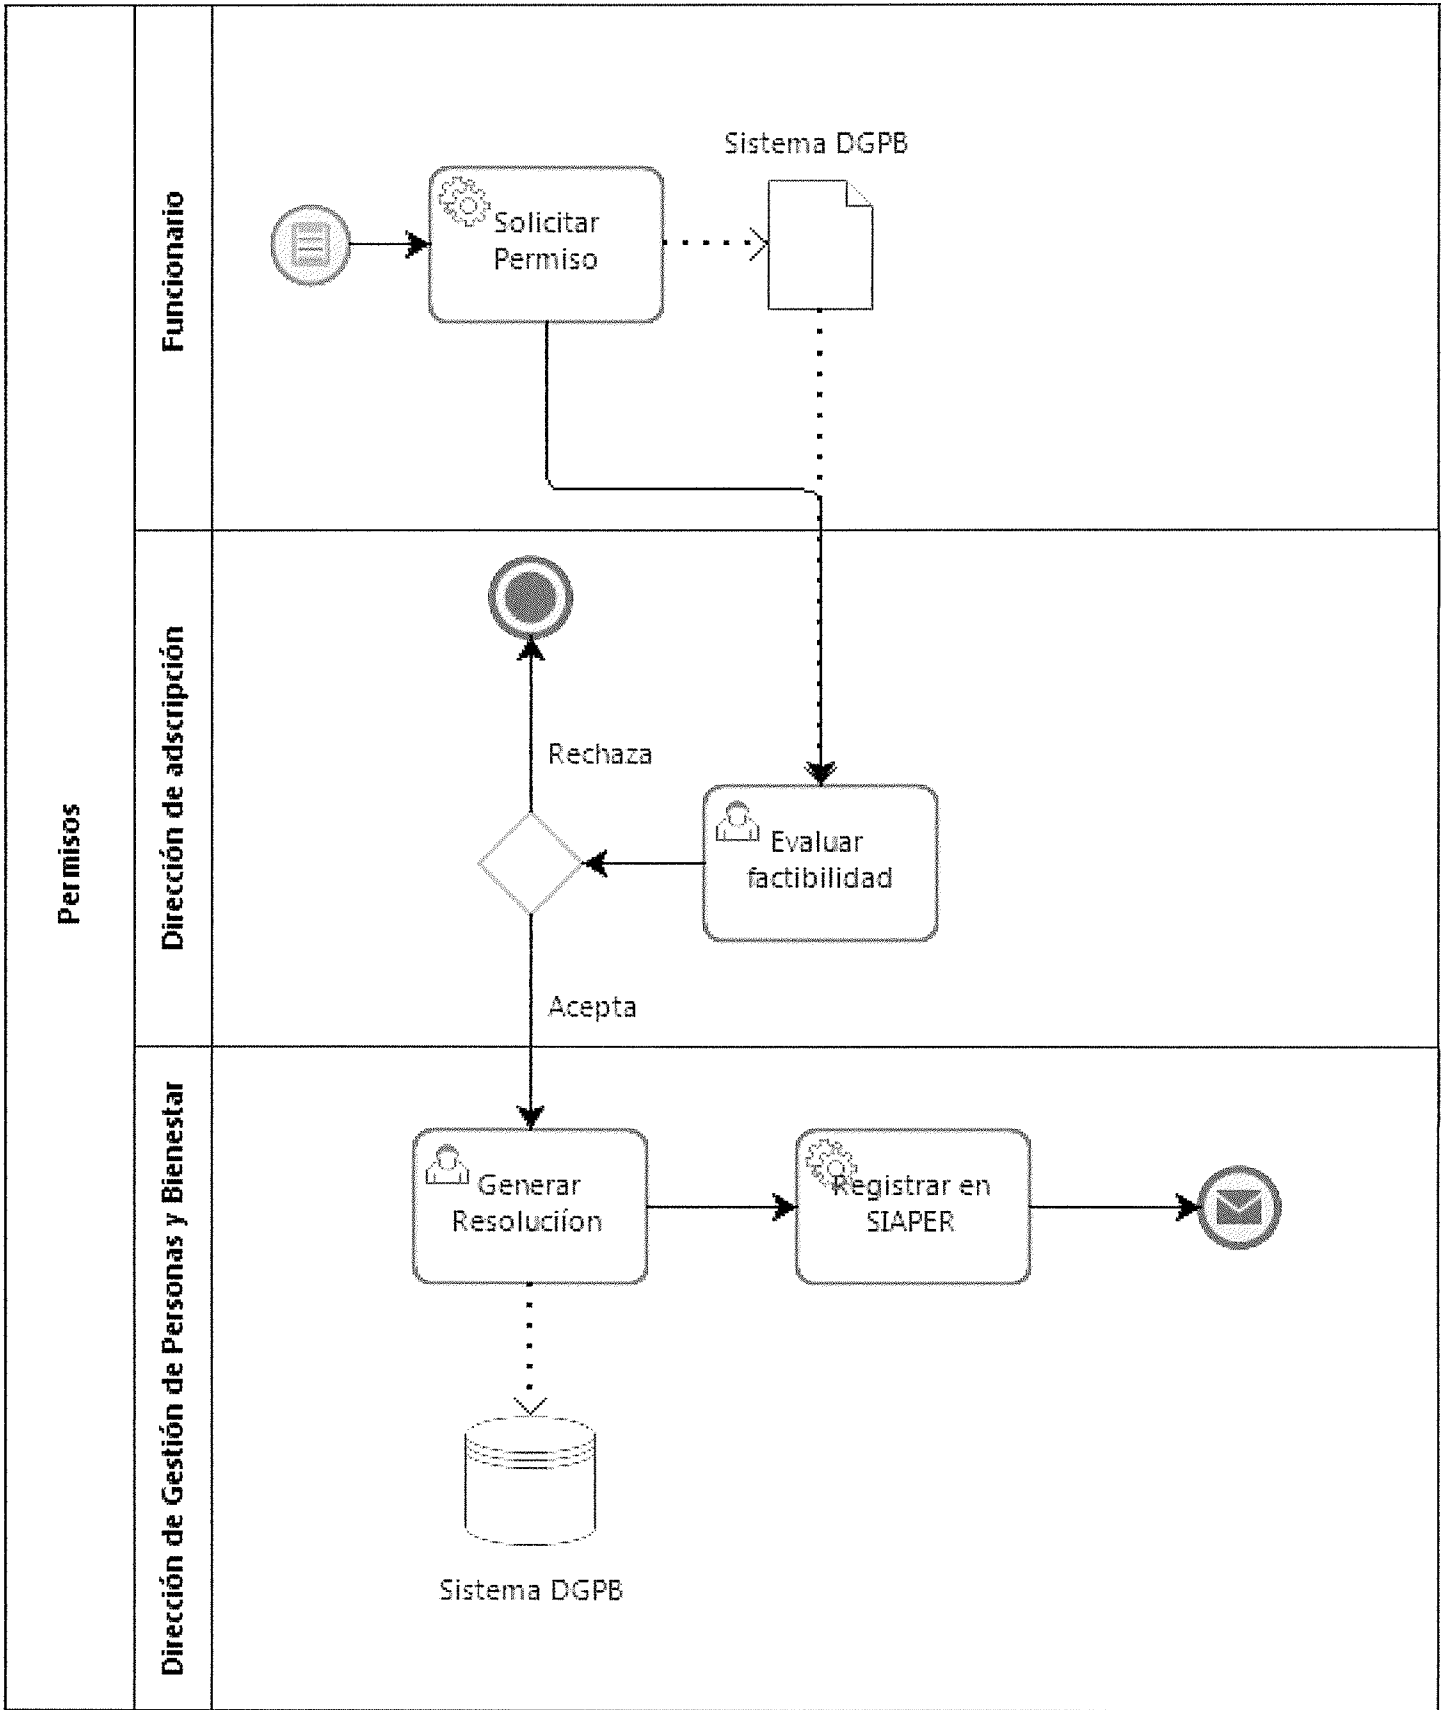 Permisos
Funcionario
Sistema DGPB
Solicitar
Permiso
Dirección de adscripción
Rechaza
Evaluar
factibilidad
Acepta
Dirección de Gestión de Personas y Bienestar
Generar
Resoluciíon
Registrar en
SIAPER
Sistema DGPB